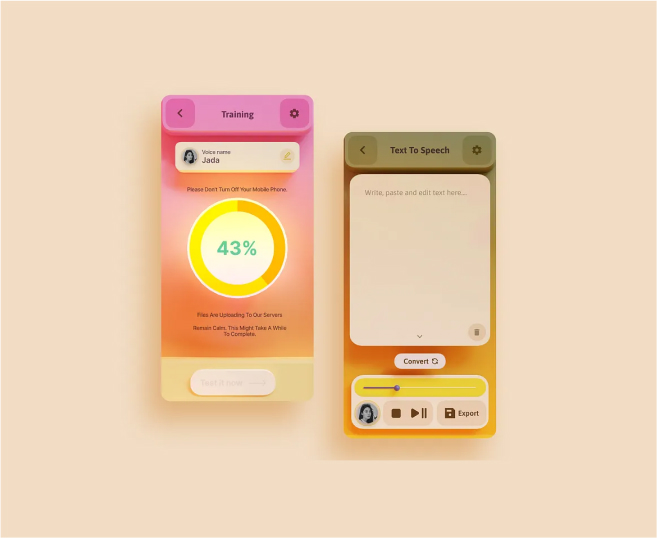 Training
Voice name
Jada
Please Don't Turn Off Your Mobile Phone.
43%
Files Are Uploading To Our Servers
Remain Calm, This Might Take A While
To Complete.
Test it now
Text To Speech
Write, paste and edit text here...
Convert
Export